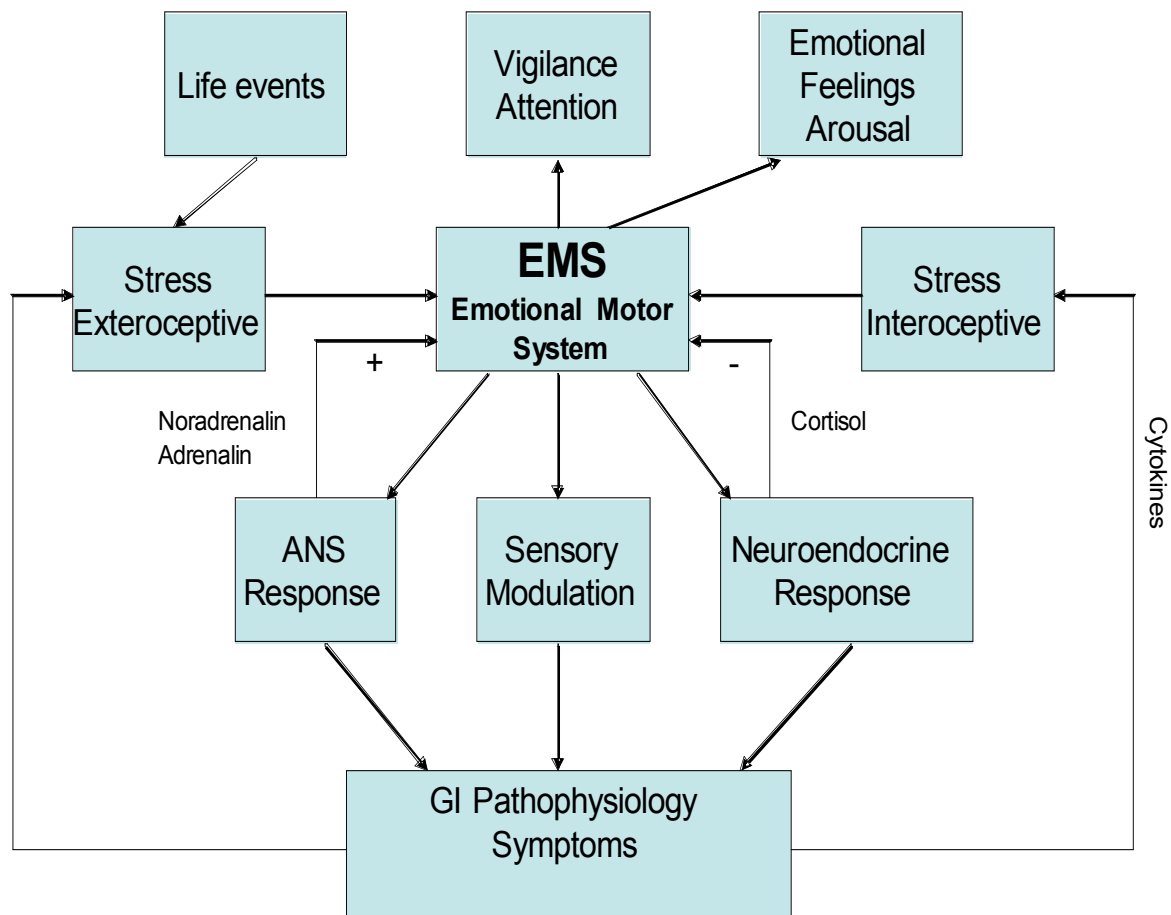 Life events
Vigilance
Attention
Emotional
Feelings
Arousal
Stress
Exteroceptive
EMS
Emotional Motor
System
Stress
Interoceptive
+
-
Noradrenalin
Adrenalin
Cortisol
Cytokines
ANS
Response
Sensory
Modulation
Neuroendocrine
Response
GI Pathophysiology
Symptoms